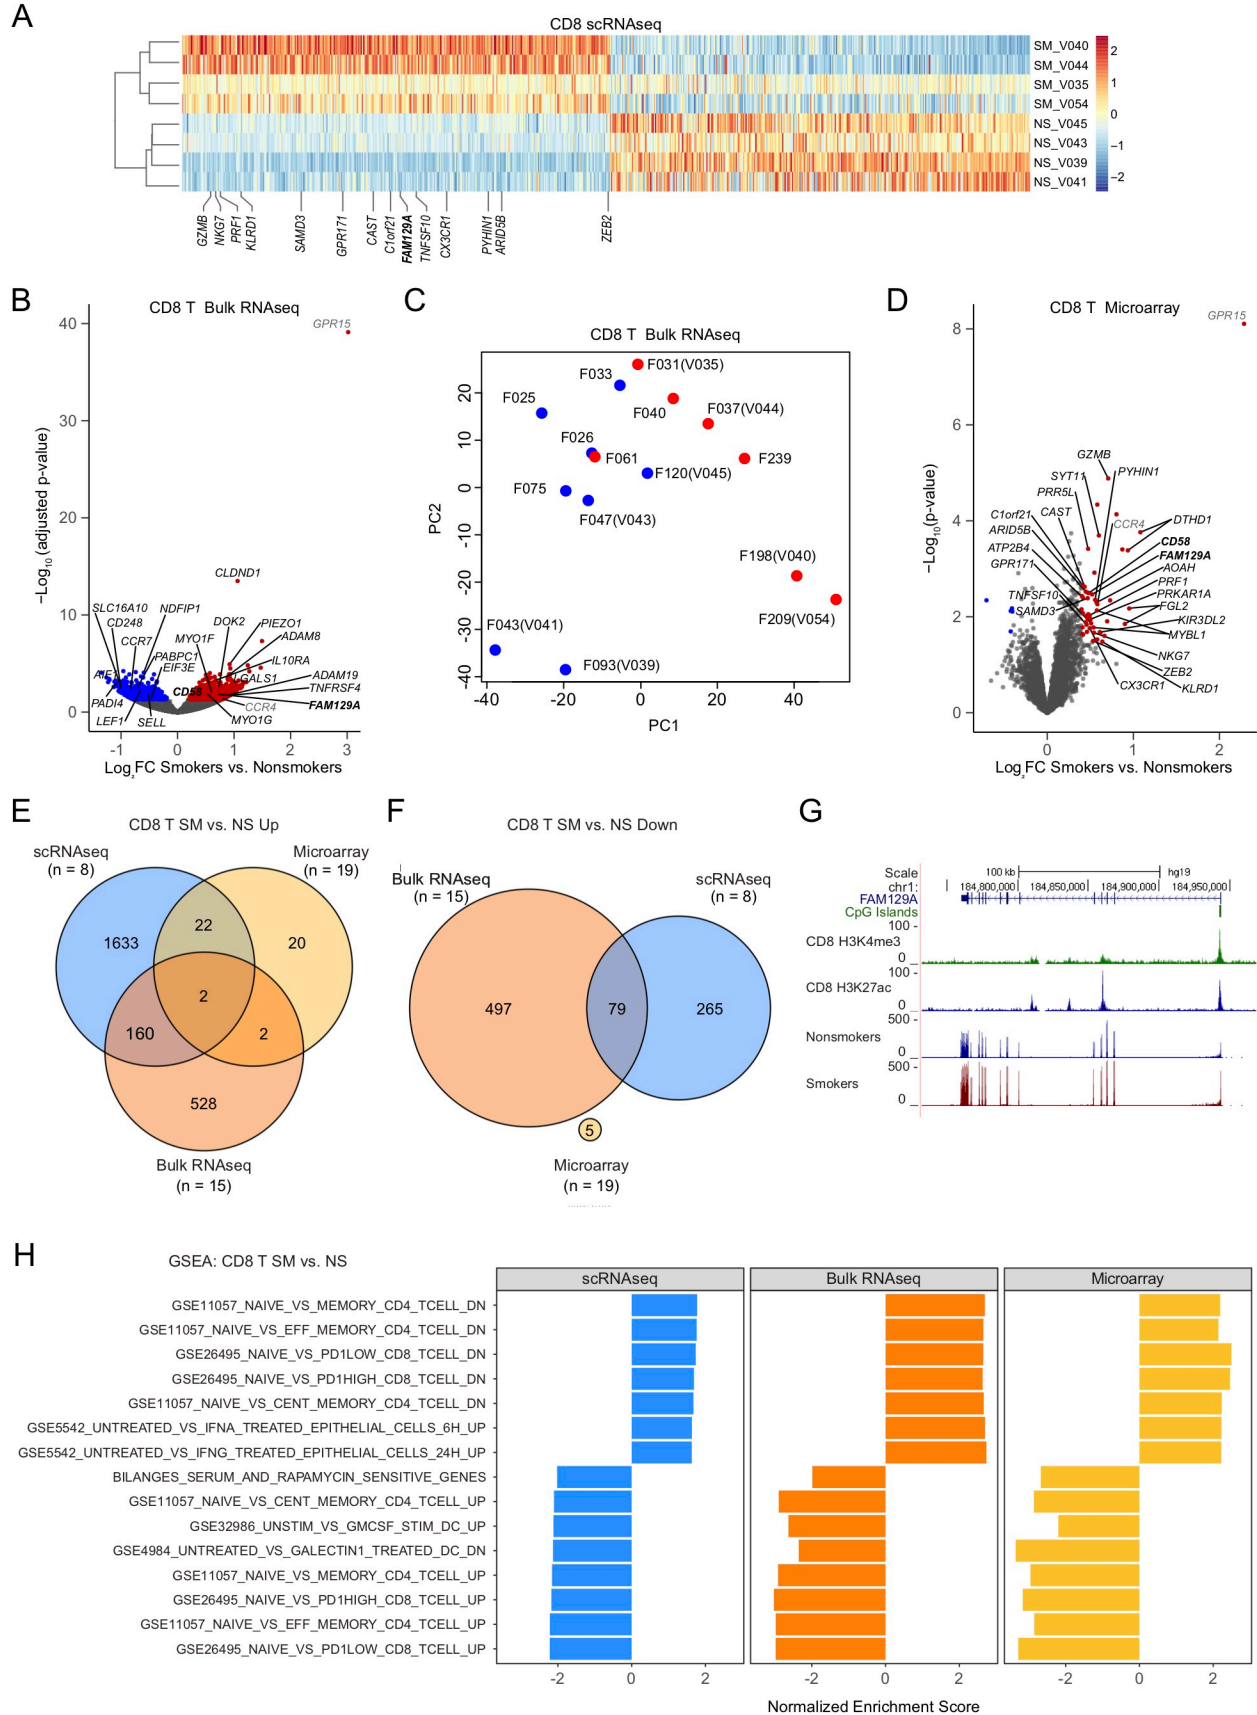 A
CD8 scRNAseq
SM_V040
SM_V044
SM_V035
SM_V054
NS_V045
NS_V043
NS_V039
NS_V041
2
1
0
−1
−2
GZMB
NKG7
PRF1
KLRD1
SAMD3
GPR171
CAST
C1orf21
FAM129A
TNFSF10
CX3CR1
PYHIN1
ARID5B
ZEB2
B
CD8 T Bulk RNAseq
−Log10(adjusted p-value)
40
30
20
10
0
GPR15
CLDND1
SLC16A10
NDFIP1
CD248
DOK2
PIEZO1
CCR7
MYO1F
ADAM8
PABPC1
IL10RA
EIF3E
AIF1
LGALS1
ADAM19
CD58
TNFRSF4
PADI4
CCR4
FAM129A
LEF1
SELL
MYO1G
-1
0
1
2
3
Log2FC Smokers vs. Nonsmokers
C
CD8 T Bulk RNAseq
PC2
20
10
0
-10
-20
-30
-40
F031(V035)
F033
F025
F040
F037(V044)
F026
F061
F239
F120(V045)
F075
F047(V043)
F198(V040)
F209(V054)
F043(V041)
F093(V039)
-40
-20
0
20
40
PC1
D
CD8 T Microarray
−Log10(p-value)
8
6
4
2
0
GPR15
GZMB
SYT11
PYHIN1
PRR5L
C1orf21
CAST
CCR4
DTHD1
ARID5B
CD58
ATP2B4
FAM129A
GPR171
AOAH
PRF1
TNFSF10
PRKAR1A
SAMD3
FGL2
KIR3DL2
MYBL1
NKG7
ZEB2
CX3CR1
KLRD1
0
1
2
Log2FC Smokers vs. Nonsmokers
E
CD8 T SM vs. NS Up
scRNAseq
(n = 8)
Microarray
(n = 19)
1633
22
20
2
160
2
528
Bulk RNAseq
(n = 15)
F
CD8 T SM vs. NS Down
Bulk RNAseq
(n = 15)
scRNAseq
(n = 8)
497
79
265
5
Microarray
(n = 19)
G
Scale
100 kb
hg19
chr1:
184,800,000
184,850,000
184,900,000
184,950,000
FAM129A
CpG Islands
100 -
CD8 H3K4me3
0 _
100 -
CD8 H3K27ac
0 _
500 -
Nonsmokers
0 _
500 -
Smokers
0 _
H
GSEA: CD8 T SM vs. NS
scRNAseq
Bulk RNAseq
Microarray
GSE11057_NAIVE_VS_MEMORY_CD4_TCELL_DN
GSE11057_NAIVE_VS_EFF_MEMORY_CD4_TCELL_DN
GSE26495_NAIVE_VS_PD1LOW_CD8_TCELL_DN
GSE26495_NAIVE_VS_PD1HIGH_CD8_TCELL_DN
GSE11057_NAIVE_VS_CENT_MEMORY_CD4_TCELL_DN
GSE5542_UNTREATED_VS_IFNA_TREATED_EPITHELIAL_CELLS_6H_UP
GSE5542_UNTREATED_VS_IFNG_TREATED_EPITHELIAL_CELLS_24H_UP
BILANGES_SERUM_AND_RAPAMYCIN_SENSITIVE_GENES
GSE11057_NAIVE_VS_CENT_MEMORY_CD4_TCELL_UP
GSE32986_UNSTIM_VS_GMCSF_STIM_DC_UP
GSE4984_UNTREATED_VS_GALECTIN1_TREATED_DC_DN
GSE11057_NAIVE_VS_MEMORY_CD4_TCELL_UP
GSE26495_NAIVE_VS_PD1HIGH_CD8_TCELL_UP
GSE11057_NAIVE_VS_EFF_MEMORY_CD4_TCELL_UP
GSE26495_NAIVE_VS_PD1LOW_CD8_TCELL_UP
-2
0
2
-2
0
2
-2
0
2
Normalized Enrichment Score